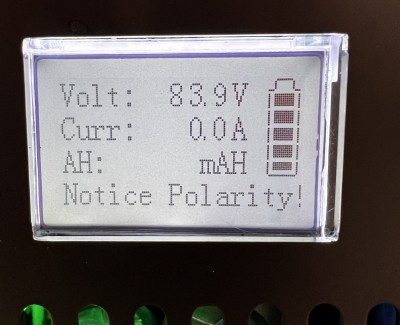 Volt: 83.9V
Curr: 0.0A
AH: mAH
Notice Polarity!